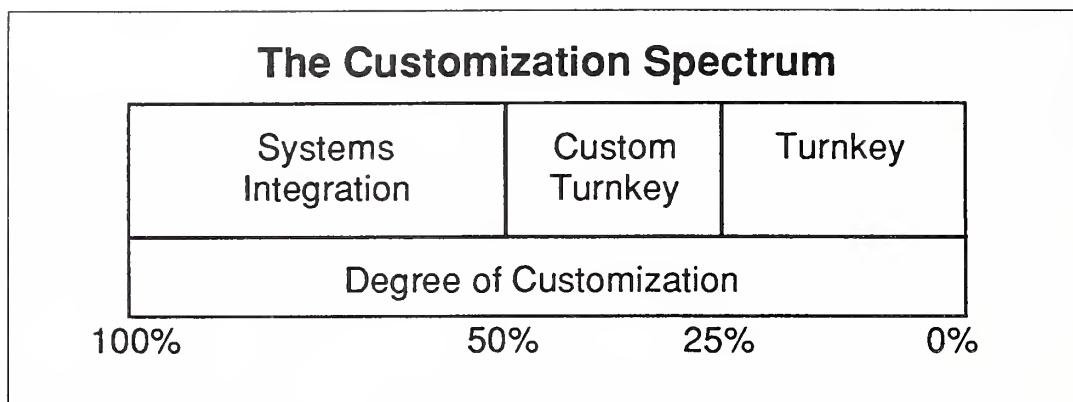 The Customization Spectrum
Systems
Integration
Custom
Turnkey
Turnkey
Degree of Customization
100%
50%
25%
0%